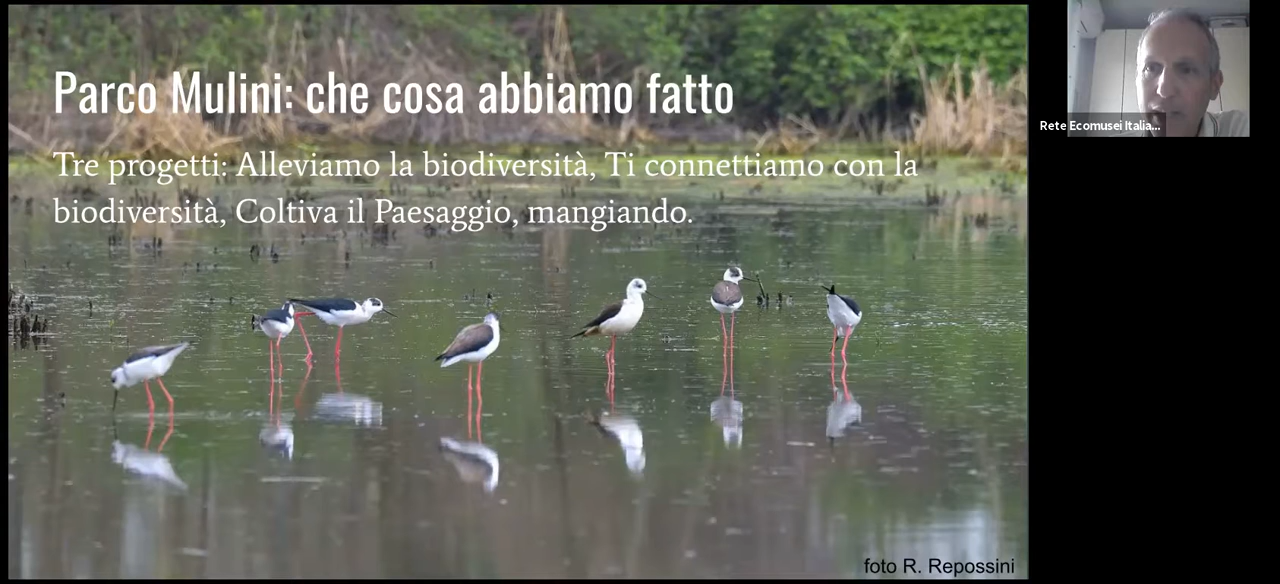 Parco Mulini: che cosa abbiamo fatto
Tre progetti: Alleviamo la biodiversità, Ti connettiamo con la
biodiversità, Coltiva il Paesaggio, mangiando.
foto R. Repossini
Rete Ecomusei Italia...